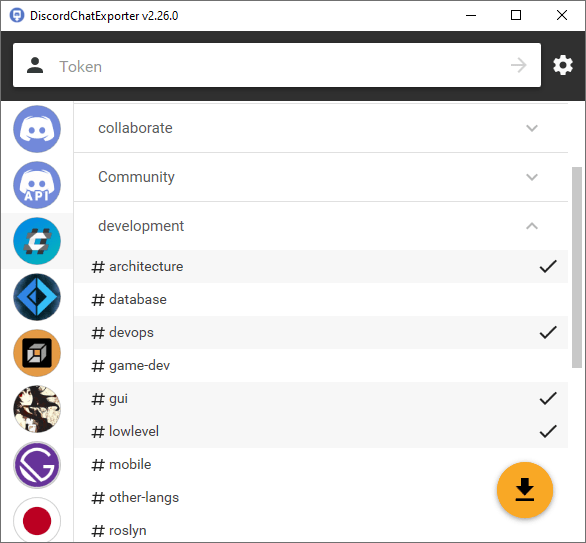 DiscordChatExporter v2.26.0
Token
collaborate
Community
development
# architecture
# database
# devops
# game-dev
# gui
# lowlevel
# mobile
# other-langs
# roslyn
API